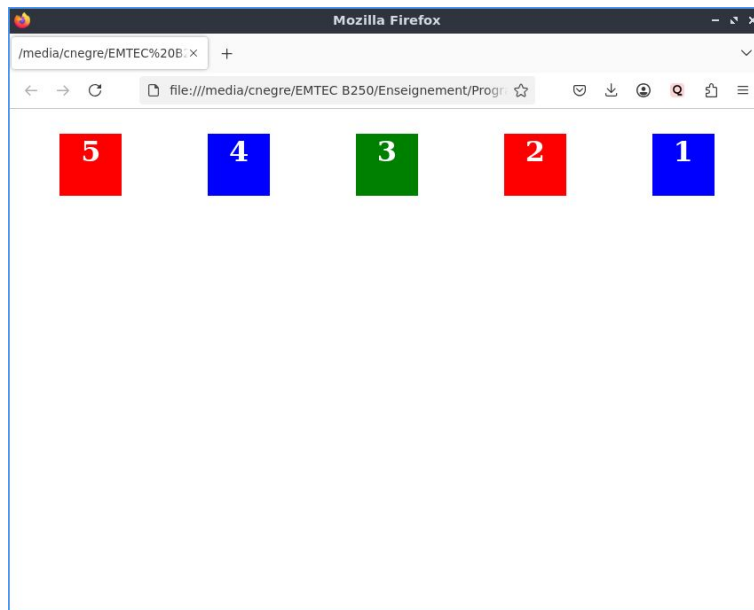 Mozilla Firefox
/media/cnegre/EMTEC%20B
file:///media/cnegre/EMTEC B250/Enseignement/Progr
5 4 3 2 1